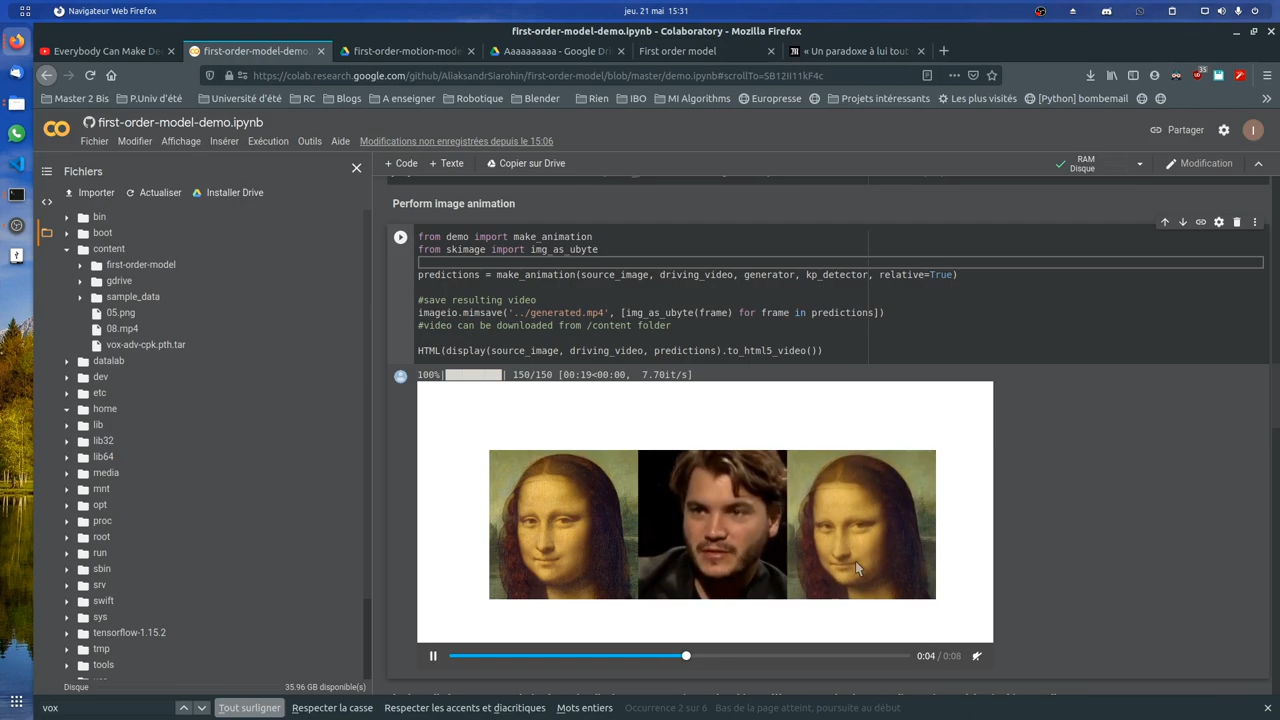 Navigateur Web Firefox
jeu. 21 mai 15:31
first-order-model-demo.ipynb - Colaboratory - Mozilla Firefox
Everybody Can Make De
first-order-model-demo.
first-order-motion-mode
Aaaaaaaaaa - Google Dri
First order model
« Un paradoxe à lui tout
https://colab.research.google.com/github/AliaksandrSiarohin/first-order-model/blob/master/demo.ipynb#scrollTo=SB12II11kF4c
35
Master 2 Bis
P.Univ d'été
Université d'été
RC
Blogs
A enseigner
Robotique
Blender
Rien
IBO
MI Algorithms
Europresse
Projets intéressants
Les plus visités
[Python] bombemail
first-order-model-demo.ipynb
Partager
I
Fichier Modifier Affichage Insérer Exécution Outils Aide Modifications non enregistrées depuis le 15:06
Fichiers
+ Code + Texte Copier sur Drive
RAM
Disque
Modification
Importer Actualiser Installer Drive
bin
boot
content
first-order-model
gdrive
sample_data
05.png
08.mp4
vox-adv-cpk.pth.tar
datalab
dev
etc
home
lib
lib32
lib64
media
mnt
opt
proc
root
run
sbin
srv
swift
sys
tensorflow-1.15.2
tmp
tools
Disque 35.96 GB disponible(s)
Perform image animation
from demo import make_animation
from skimage import img_as_ubyte
predictions = make_animation(source_image, driving_video, generator, kp_detector, relative=True)
#save resulting video
imageio.mimsave('../generated.mp4', [img_as_ubyte(frame) for frame in predictions])
#video can be downloaded from /content folder
HTML(display(source_image, driving_video, predictions).to_html5_video())
100%| | 150/150 [00:19<00:00, 7.70it/s]
0:04 / 0:08
vox
Tout surligner Respecter la casse Respecter les accents et diacritiques Mots entiers Occurrence 2 sur 6 Bas de la page atteint, poursuite au début